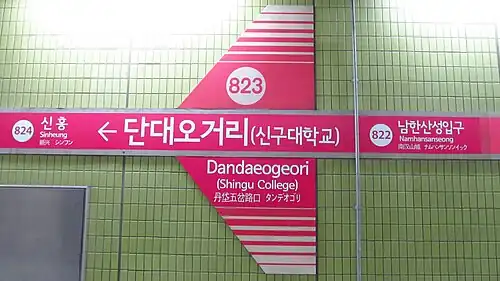 823
824
신흥
Sinheung
新興 シンフン
← 단대오거리(신구대학교)
822
남한산성입구
Namhansanseong
南漢山城 ナムハンサンソンイック
Dandaeogeori
(Shingu College)
丹岱五岔路口 タンデオゴリ